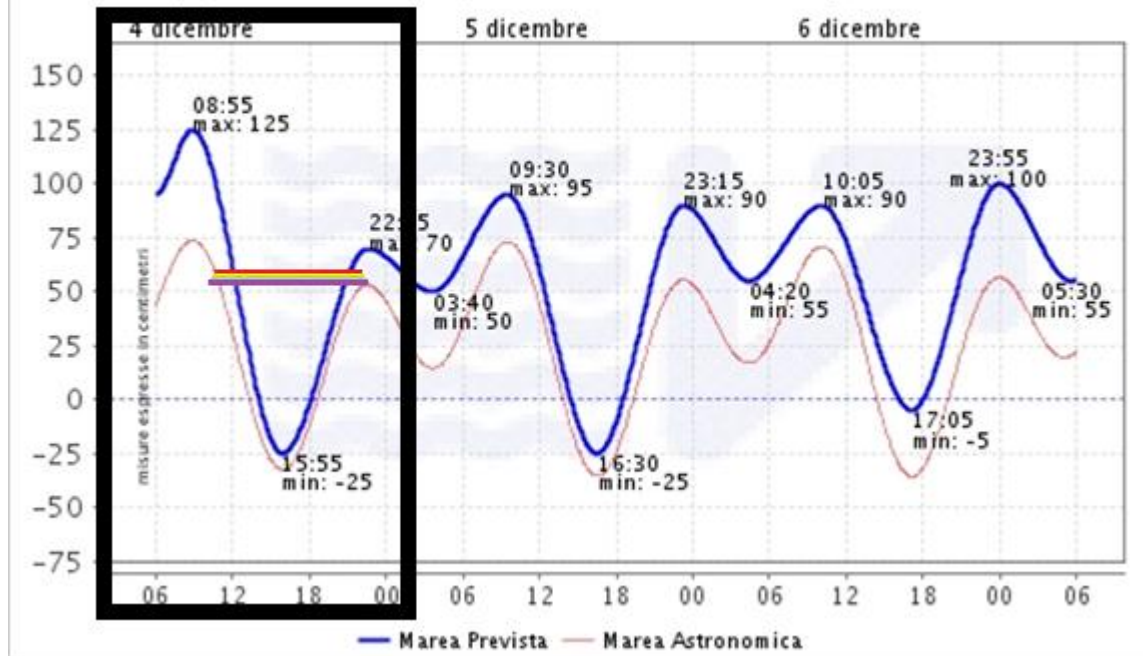 4 dicembre 5 dicembre 6 dicembre
150
125
100
75
50
25
0
-25
-50
-75
misure espresse in centimetri
08:55
max: 125
15:55
min: -25
70
03:40
min: 50
09:30
max: 95
16:30
min: -25
23:15
max: 90
04:20
min: 55
10:05
max: 90
17:05
min: -5
23:55
max: 100
05:30
min: 55
06 12 18 00 06 12 18 00 06 12 18 00 06
Marea Prevista Marea Astronomica